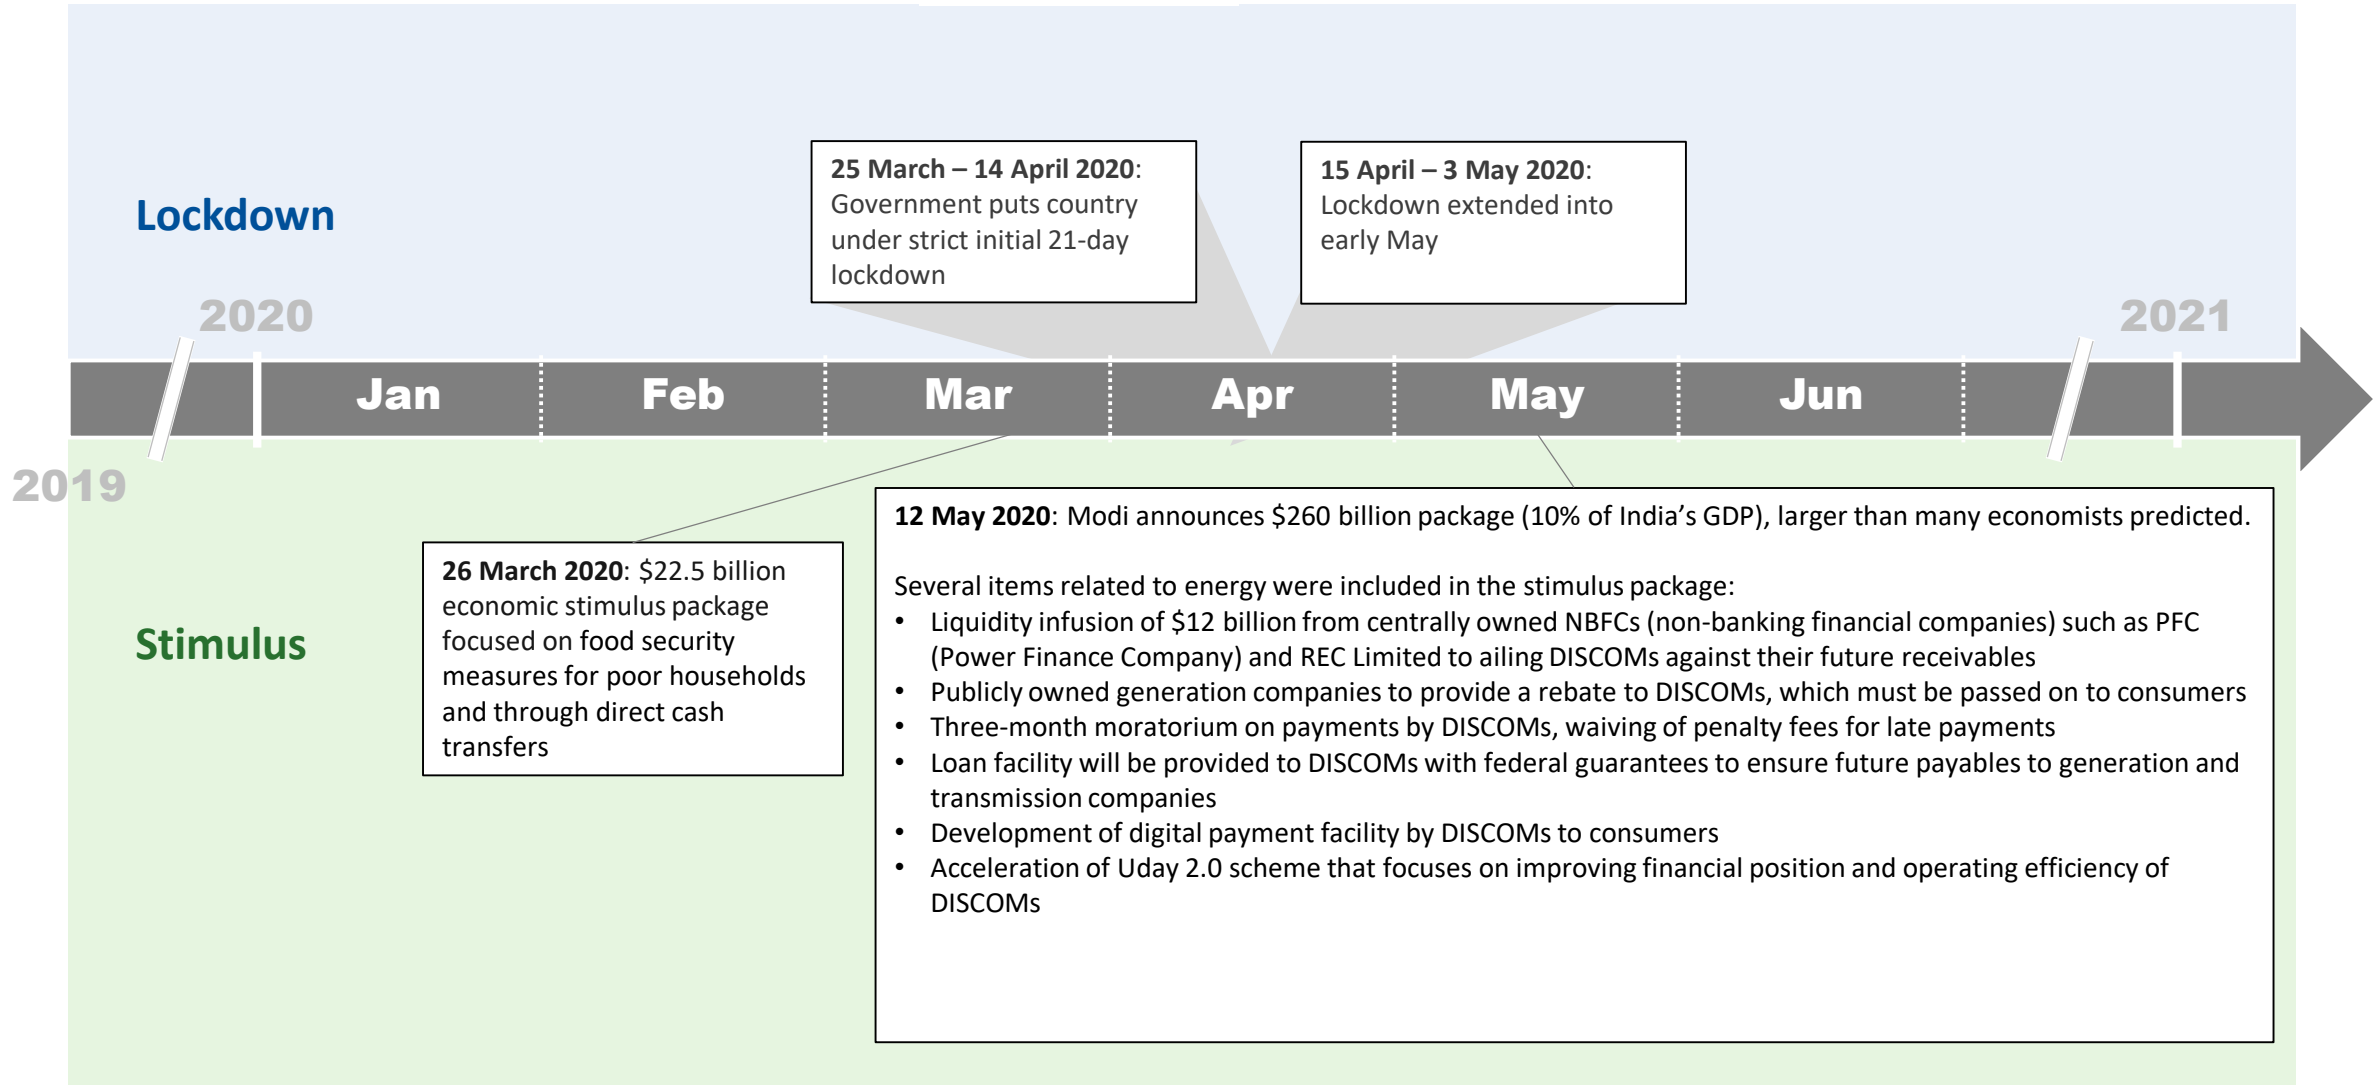 25 March – 14 April 2020:
Government puts country
under strict initial 21-day
lockdown
15 April – 3 May 2020:
Lockdown extended into
early May
Lockdown
2020
2021
Jan
Feb
Mar
Apr
May
Jun
2019
26 March 2020: $22.5 billion
economic stimulus package
focused on food security
measures for poor households
and through direct cash
transfers
Stimulus
12 May 2020: Modi announces $260 billion package (10% of India’s GDP), larger than many economists predicted.
Several items related to energy were included in the stimulus package:
• Liquidity infusion of $12 billion from centrally owned NBFCs (non-banking financial companies) such as PFC
(Power Finance Company) and REC Limited to ailing DISCOMs against their future receivables
• Publicly owned generation companies to provide a rebate to DISCOMs, which must be passed on to consumers
• Three-month moratorium on payments by DISCOMs, waiving of penalty fees for late payments
• Loan facility will be provided to DISCOMs with federal guarantees to ensure future payables to generation and
transmission companies
• Development of digital payment facility by DISCOMs to consumers
• Acceleration of Uday 2.0 scheme that focuses on improving financial position and operating efficiency of
DISCOMs